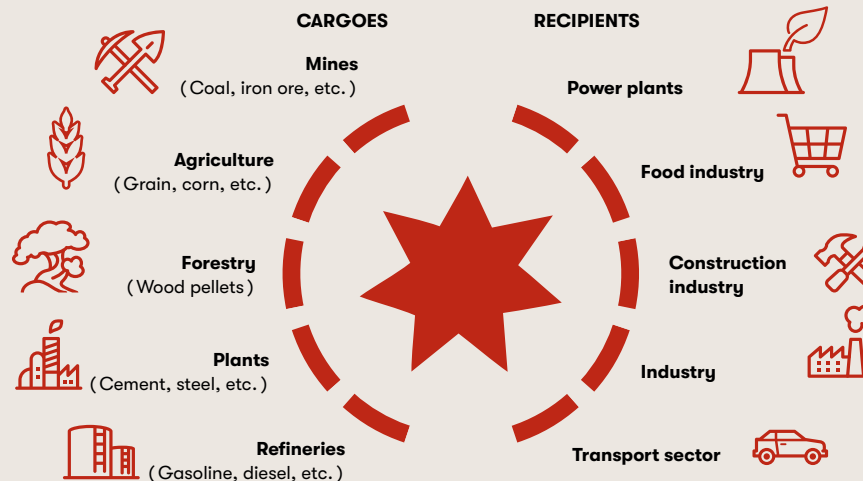 CARGOES
Mines
(Coal, iron ore, etc.)
Agriculture
(Grain, corn, etc.)
Forestry
(Wood pellets)
Plants
(Cement, steel, etc.)
Refineries
(Gasoline, diesel, etc.)
RECIPIENTS
Power plants
Food industry
Construction
industry
Industry
Transport sector